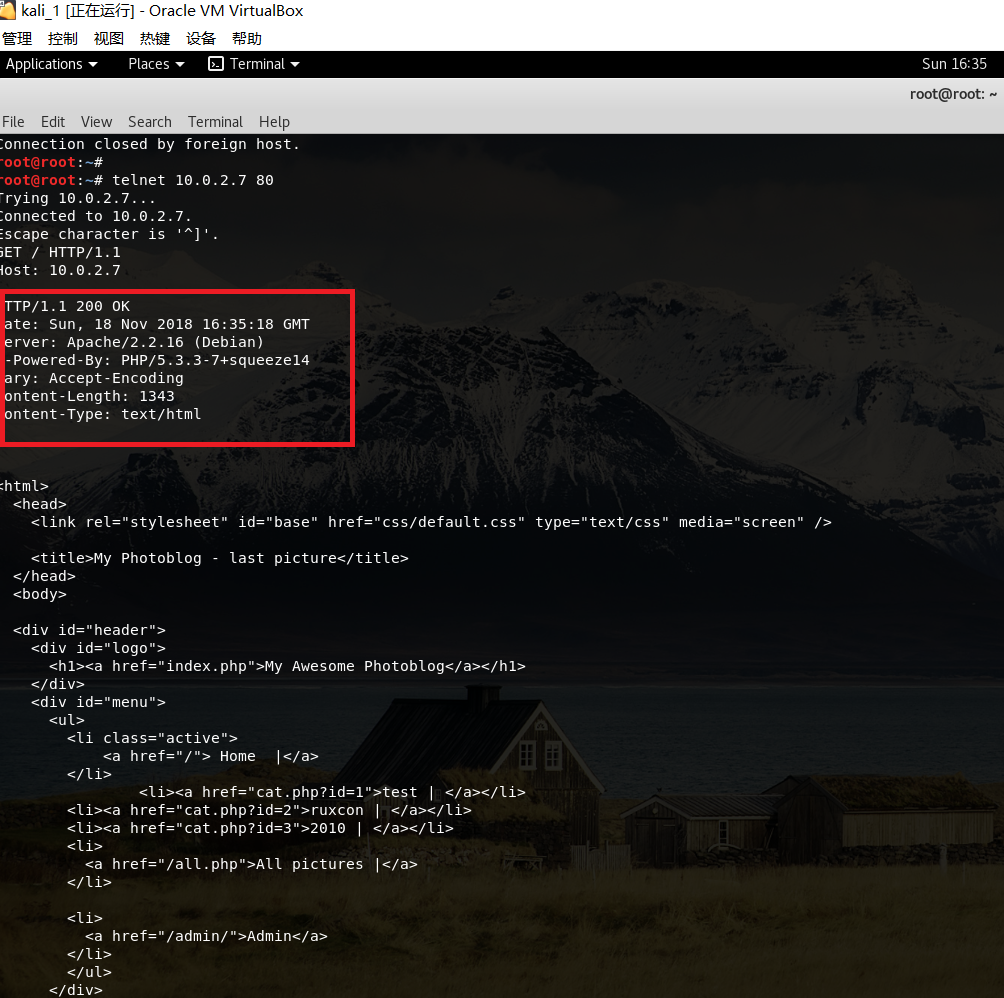 kali_1 [正在运行] - Oracle VM VirtualBox
管理 控制 视图 热键 设备 帮助
Applications Places Terminal Sun 16:35
root@root: ~
File Edit View Search Terminal Help
Connection closed by foreign host.
root@root:~#
root@root:~# telnet 10.0.2.7 80
Trying 10.0.2.7...
Connected to 10.0.2.7.
Escape character is '^]'.
GET / HTTP/1.1
Host: 10.0.2.7
TTP/1.1 200 OK
ate: Sun, 18 Nov 2018 16:35:18 GMT
erver: Apache/2.2.16 (Debian)
-Powered-By: PHP/5.3.3-7+squeeze14
ary: Accept-Encoding
ontent-Length: 1343
ontent-Type: text/html
<html>
<head>
<link rel="stylesheet" id="base" href="css/default.css" type="text/css" media="screen" />
<title>My Photoblog - last picture</title>
</head>
<body>
<div id="header">
<div id="logo">
<h1><a href="index.php">My Awesome Photoblog</a></h1>
</div>
<div id="menu">
<ul>
<li class="active">
<a href="/"> Home  |</a>
</li>
<li><a href="cat.php?id=1">test | </a></li>
<li><a href="cat.php?id=2">ruxcon | </a></li>
<li><a href="cat.php?id=3">2010 | </a></li>
<li>
<a href="/all.php">All pictures |</a>
</li>
<li>
<a href="/admin/">Admin</a>
</li>
</ul>
</div>